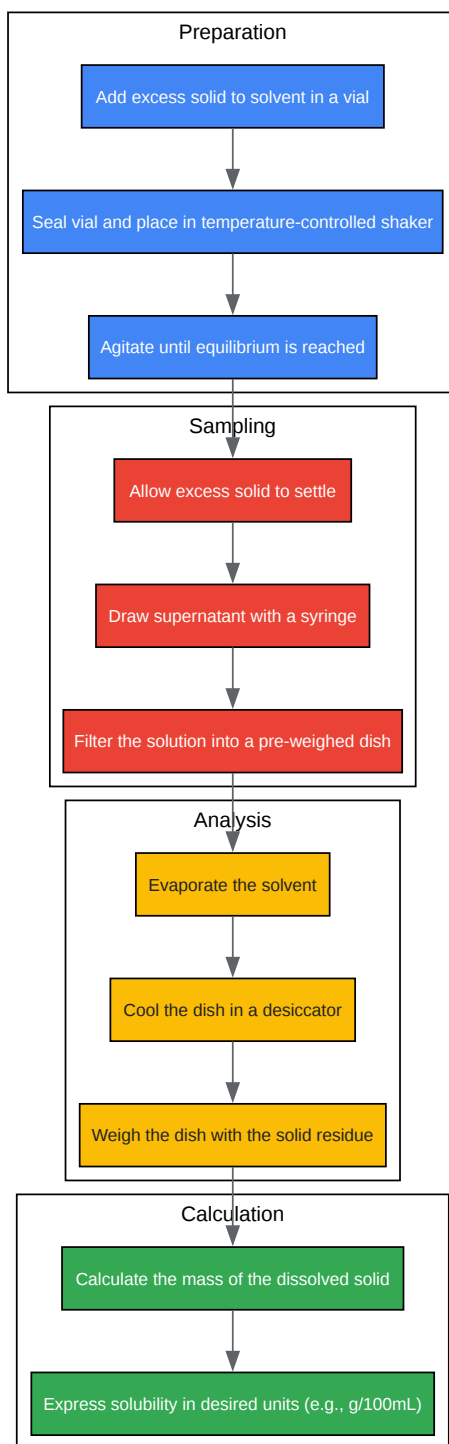 Preparation
Add excess solid to solvent in a vial
Seal vial and place in temperature-controlled shaker
Agitate until equilibrium is reached
Sampling
Allow excess solid to settle
Draw supernatant with a syringe
Filter the solution into a pre-weighed dish
Analysis
Evaporate the solvent
Cool the dish in a desiccator
Weigh the dish with the solid residue
Calculation
Calculate the mass of the dissolved solid
Express solubility in desired units (e.g., g/100mL)